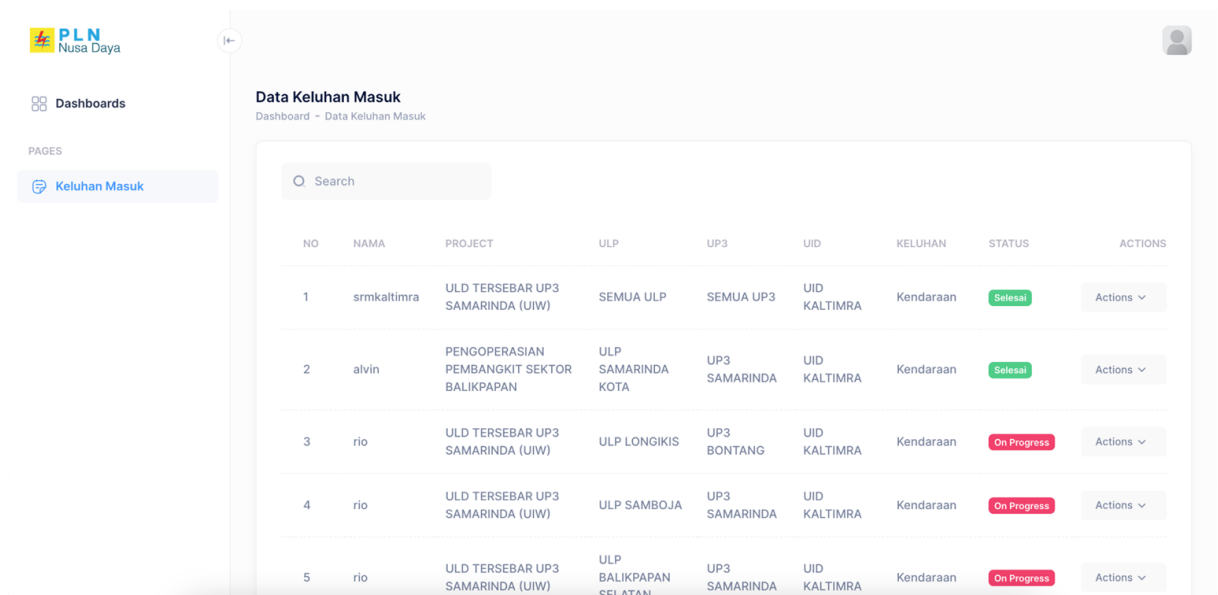 PLN
Nusa Daya
Dashboards
PAGES
Keluhan Masuk
Data Keluhan Masuk
Dashboard - Data Keluhan Masuk
Search
NO NAMA PROJECT ULP UP3 UID KELUHAN STATUS ACTIONS
1 srmkaltimra ULD TERSEBAR UP3 SAMARINDA (UIW) SEMUA ULP SEMUA UP3 UID KALTIMRA Kendaraan Selesai Actions
2 alvin PENGOPERASIAN PEMBANGKIT SEKTOR BALIKPAPAN ULP SAMARINDA KOTA UP3 SAMARINDA UID KALTIMRA Kendaraan Selesai Actions
3 rio ULD TERSEBAR UP3 SAMARINDA (UIW) ULP LONGIKIS UP3 BONTANG UID KALTIMRA Kendaraan On Progress Actions
4 rio ULD TERSEBAR UP3 SAMARINDA (UIW) ULP SAMBOJA UP3 SAMARINDA UID KALTIMRA Kendaraan On Progress Actions
5 rio ULD TERSEBAR UP3 SAMARINDA (UIW) ULP BALIKPAPAN SELATAN UP3 SAMARINDA UID KALTIMRA Kendaraan On Progress Actions